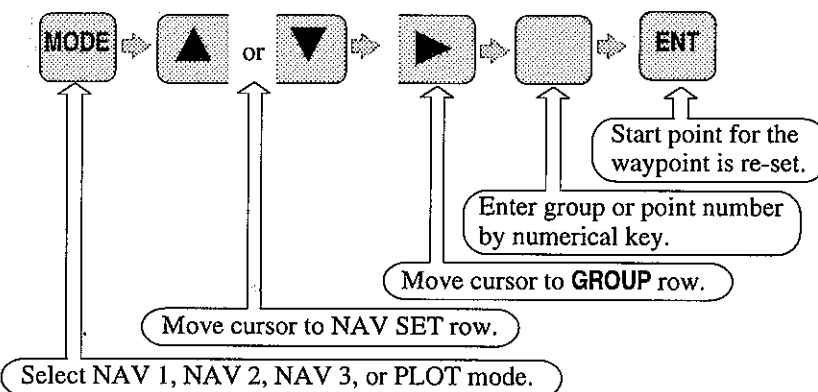 MODE or ENT
Start point for the
waypoint is re-set.
Enter group or point number
by numerical key.
Move cursor to GROUP row.
Move cursor to NAV SET row.
Select NAV 1, NAV 2, NAV 3, or PLOT mode.